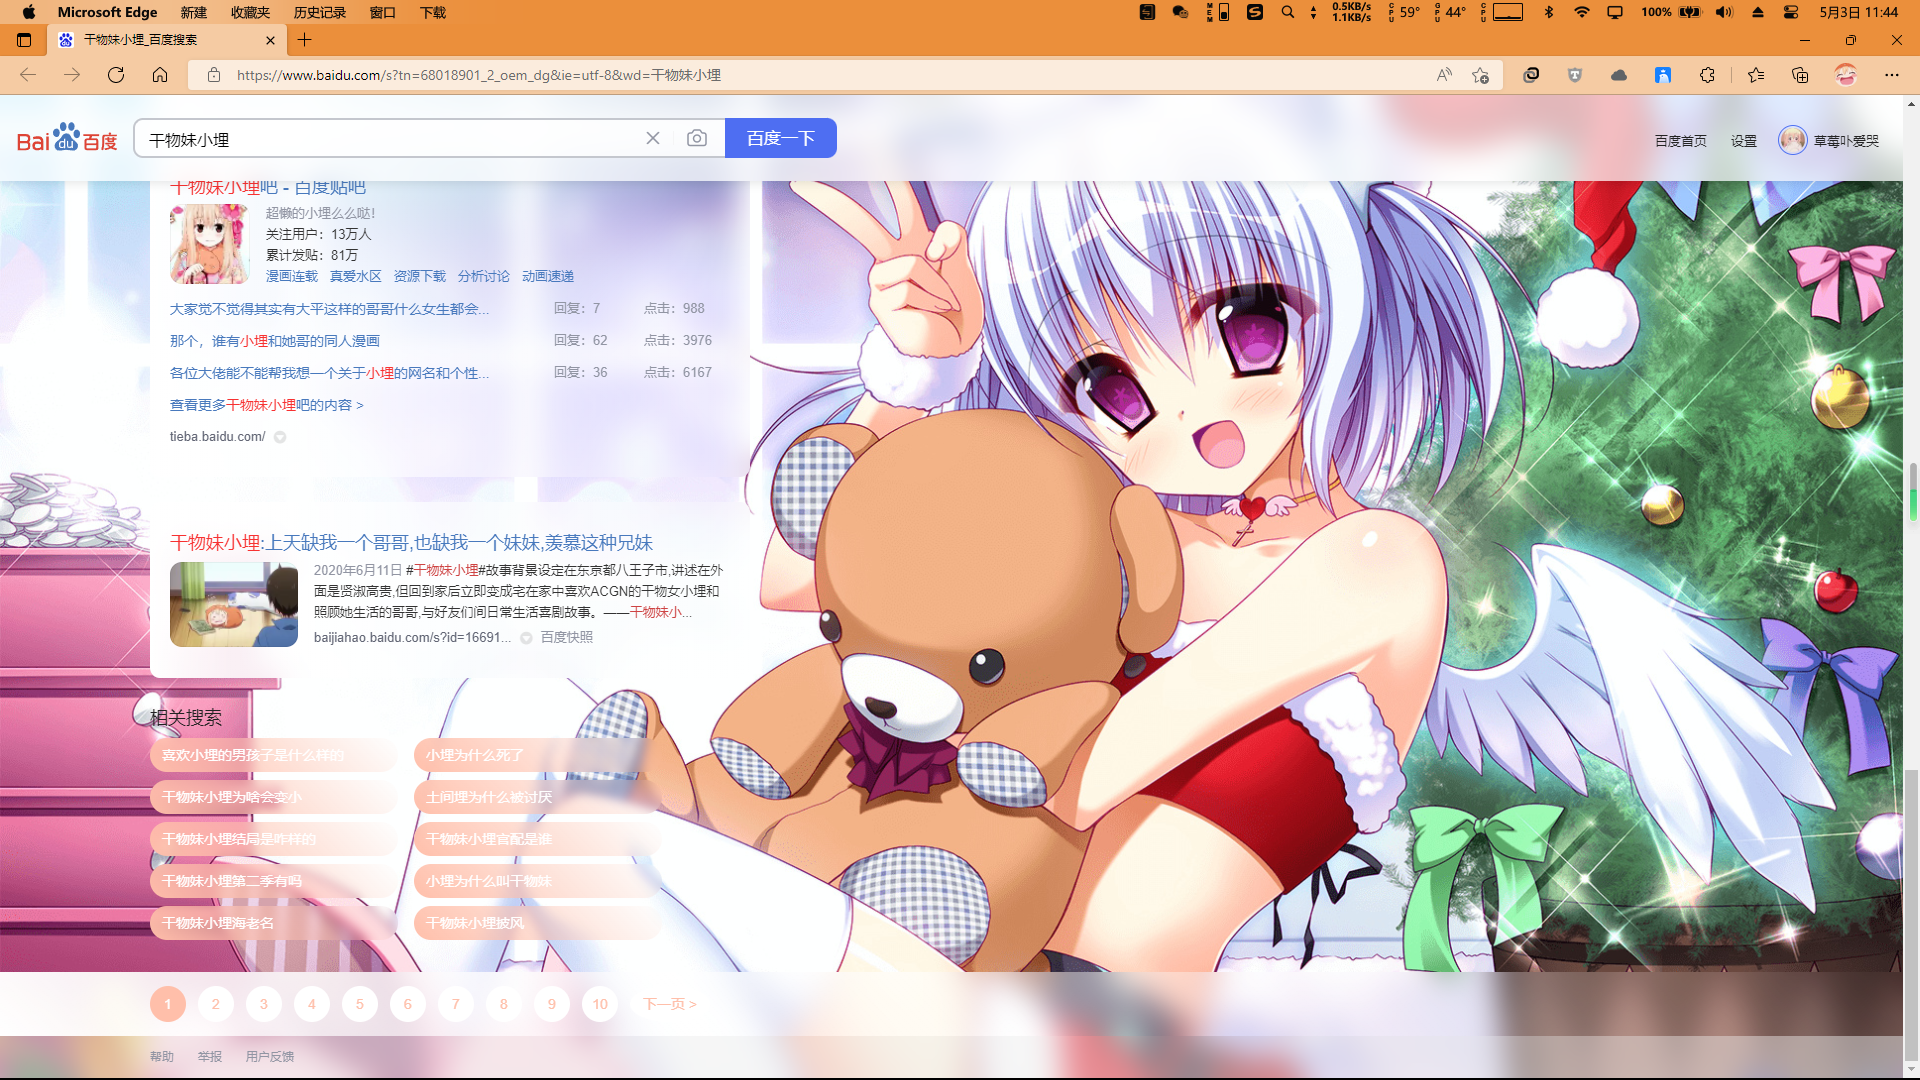 Microsoft Edge 新建 收藏夹 历史记录 窗口 下载 MEM 0.5KB/s 1.1KB/s CPU 59° GPU 44° CPU 100% 5月3日 11:44
干物妹小埋_百度搜索
https://www.baidu.com/s?tn=68018901_2_oem_dg&ie=utf-8&wd=干物妹小埋
Bai du 百度 干物妹小埋 百度一下 百度首页 设置 草莓卟爱哭
干物妹小埋吧 - 百度贴吧
超懒的小埋么么哒!
关注用户：13万人
累计发贴：81万
漫画连载 真爱水区 资源下载 分析讨论 动画速递
大家觉不觉得其实有大平这样的哥哥什么女生都会... 回复：7 点击：988
那个，谁有小埋和她哥的同人漫画 回复：62 点击：3976
各位大佬能不能帮我想一个关于小埋的网名和个性... 回复：36 点击：6167
查看更多干物妹小埋吧的内容 >
tieba.baidu.com/
干物妹小埋:上天缺我一个哥哥,也缺我一个妹妹,羡慕这种兄妹
2020年6月11日 #干物妹小埋#故事背景设定在东京都八王子市,讲述在外
面是贤淑高贵,但回到家后立即变成宅在家中喜欢ACGN的干物女小埋和
照顾她生活的哥哥,与好友们间日常生活喜剧故事。——干物妹小...
baijiahao.baidu.com/s?id=16691... 百度快照
相关搜索
喜欢小埋的男孩子是什么样的 小埋为什么死了
干物妹小埋为啥会变小 土间埋为什么被讨厌
干物妹小埋结局是咋样的 干物妹小埋官配是谁
干物妹小埋第二季有吗 小埋为什么叫干物妹
干物妹小埋海老名 干物妹小埋披风
1 2 3 4 5 6 7 8 9 10 下一页 >
帮助 举报 用户反馈